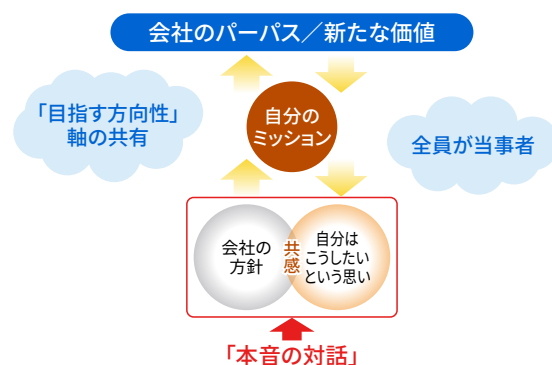 会社のパーパス／新たな価値
「目指す方向性」
軸の共有
自分の
ミッション
全員が当事者
会社の
方針
共感
自分は
こうしたい
という思い
「本音の対話」